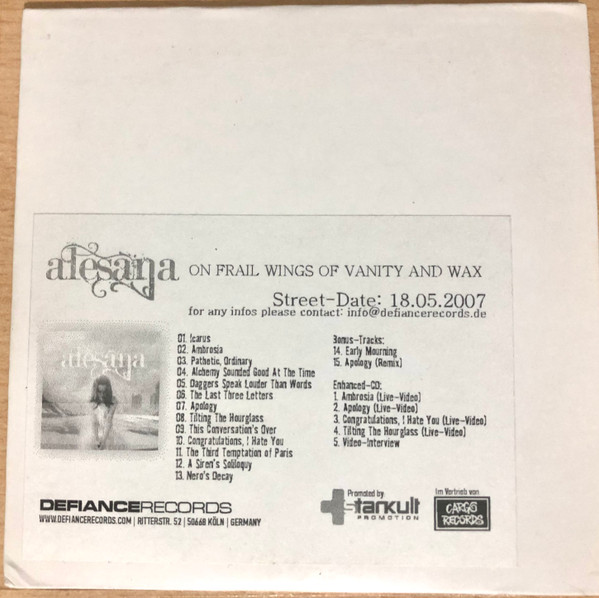 alesana ON FRAIL WINGS OF VANITY AND WAX
Street-Date: 18.05.2007
for any infos please contact: info@defiancerecords.de
alesana
01. Icarus
02. Ambrosia
03. Pathetic, Ordinary
04. Alchemy Sounded Good At The Time
05. Daggers Speak Louder Than Words
06. The Last Three Letters
07. Apology
08. Tilting The Hourglass
09. This Conversation's Over
10. Congratulations, I Hate You
11. The Third Temptation of Paris
12. A Siren's Soliloquy
13. Nero's Decay
Bonus-Tracks:
14. Early Mourning
15. Apology (Remix)
Enhanced-CD:
1. Ambrosia (Live-Video)
2. Apology (Live-Video)
3. Congratulations, I Hate You (Live-Video)
4. Tilting The Hourglass (Live-Video)
5. Video-Interview
DEFIANCERECORDS
WWW.DEFIANCERECORDS.COM | RITTERSTR. 52 | 50668 KÖLN | GERMANY
Promoted by
starkult
PROMOTION
Im Vertrieb von
CARGO
RECORDS